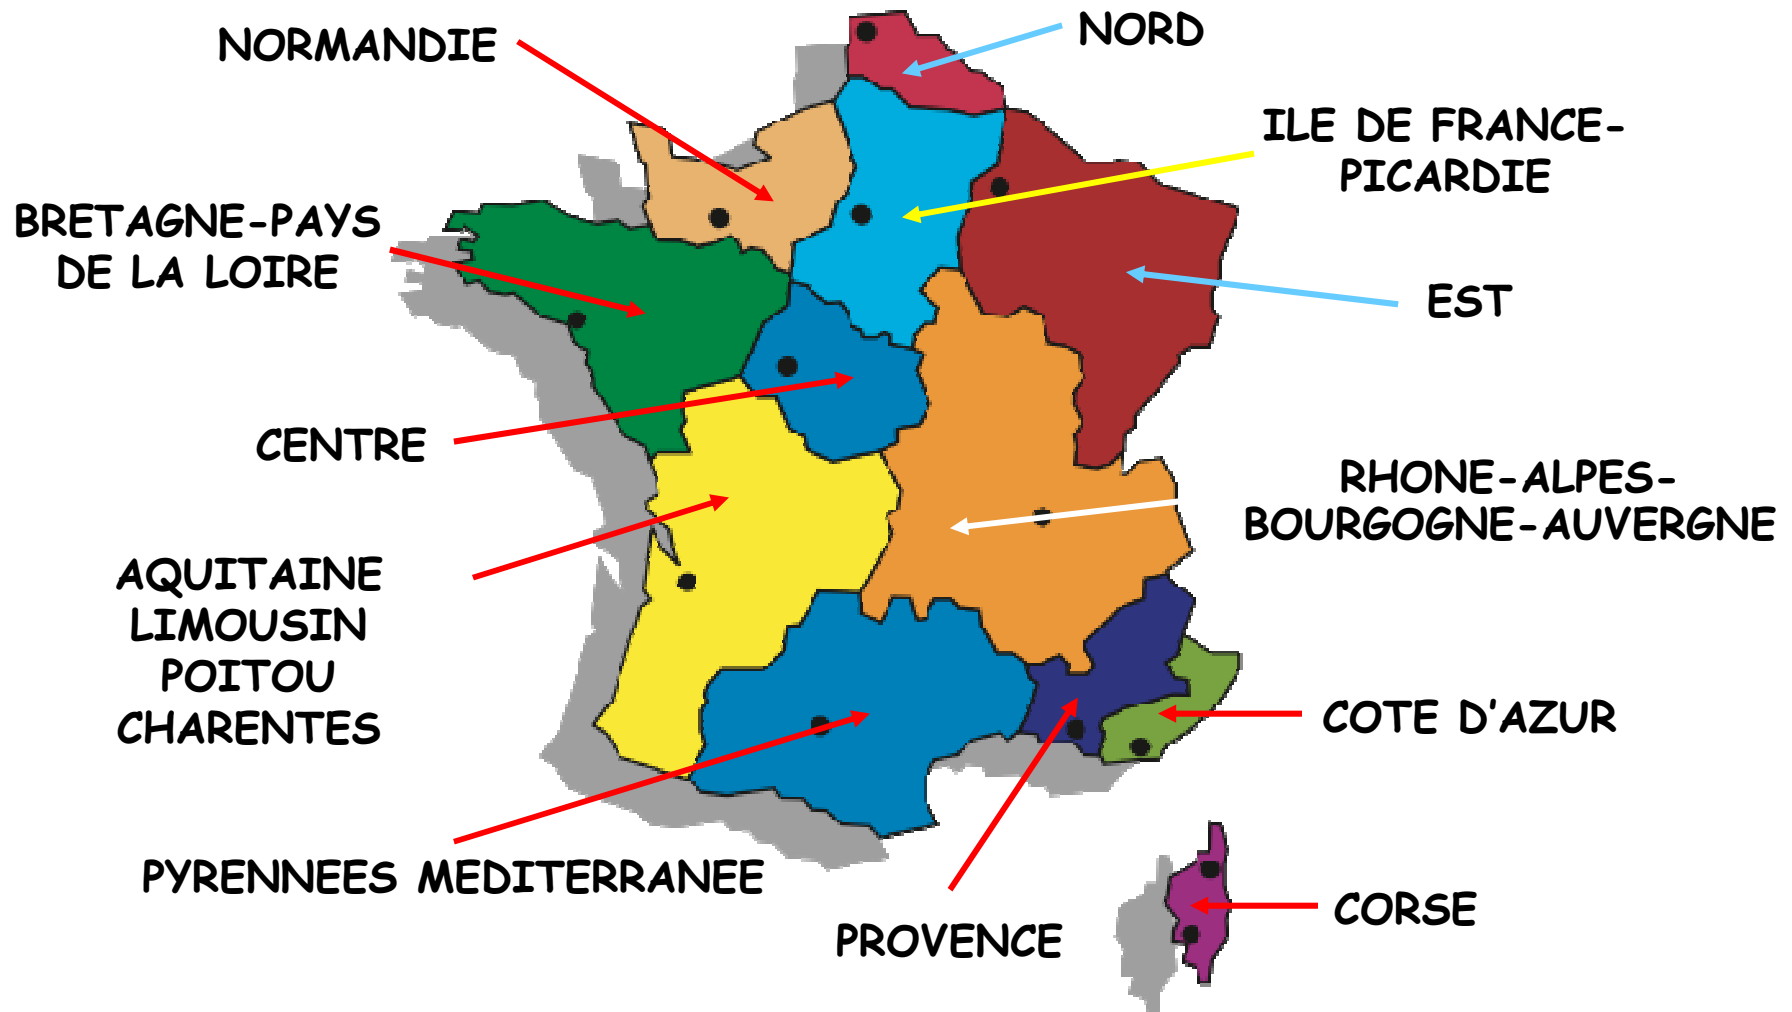 NORMANDIE
NORD
ILE DE FRANCE-
PICARDIE
BRETAGNE-PAYS
DE LA LOIRE
EST
CENTRE
RHONE-ALPES-
BOURGOGNE-AUVERGNE
AQUITAINE
LIMOUSIN
POITOU
CHARENTES
COTE D'AZUR
PYRENNEES MEDITERRANEE
PROVENCE
CORSE